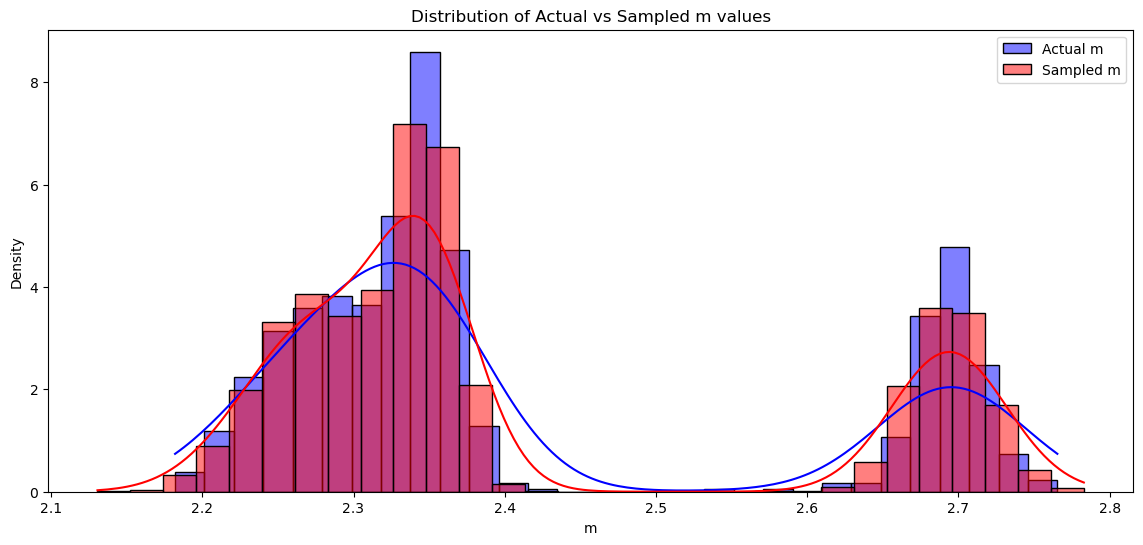 Distribution of Actual vs Sampled m values
Actual m
Sampled m
Density
8
6
4
2
0
2.1 2.2 2.3 2.4 2.5 2.6 2.7 2.8
m